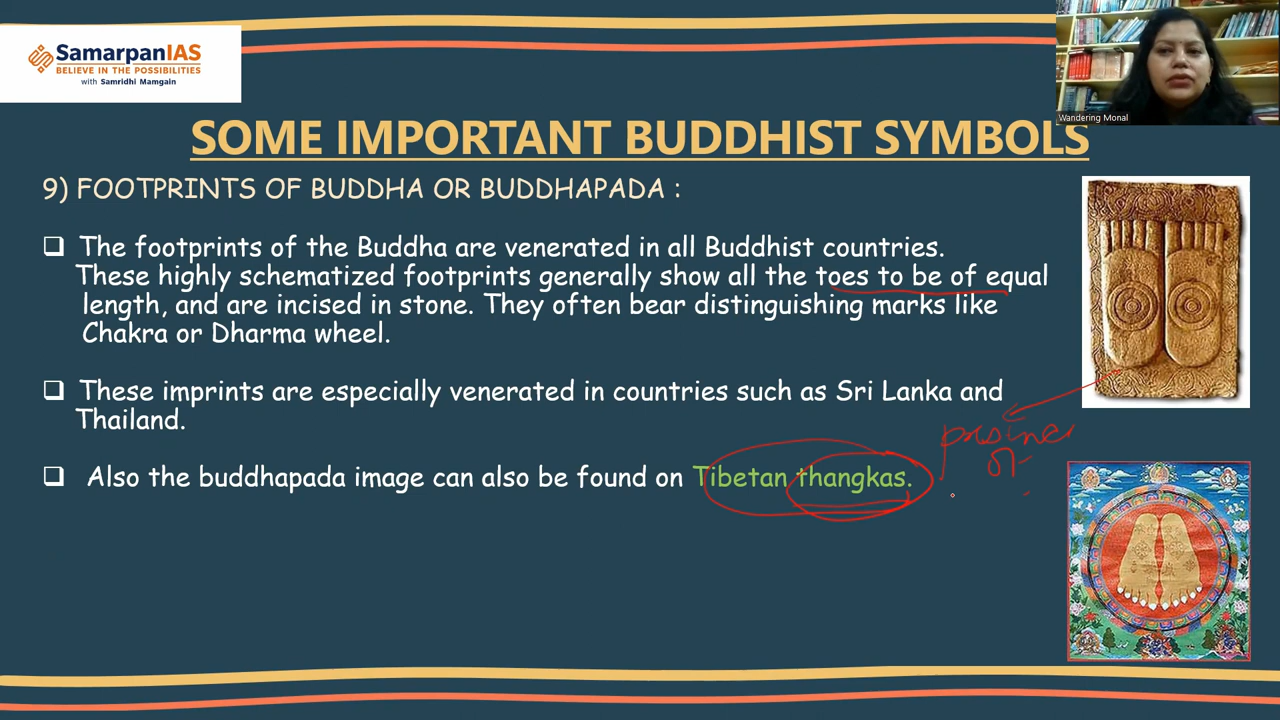 SamarpanIAS
BELIEVE IN THE POSSIBILITIES
with Samridhi Mamgain
Wandering Monal
SOME IMPORTANT BUDDHIST SYMBOLS
9) FOOTPRINTS OF BUDDHA OR BUDDHAPADA :
❑ The footprints of the Buddha are venerated in all Buddhist countries.
These highly schematized footprints generally show all the toes to be of equal
length, and are incised in stone. They often bear distinguishing marks like
Chakra or Dharma wheel.
❑ These imprints are especially venerated in countries such as Sri Lanka and
Thailand.
❑ Also the buddhapada image can also be found on Tibetan thangkas.
of